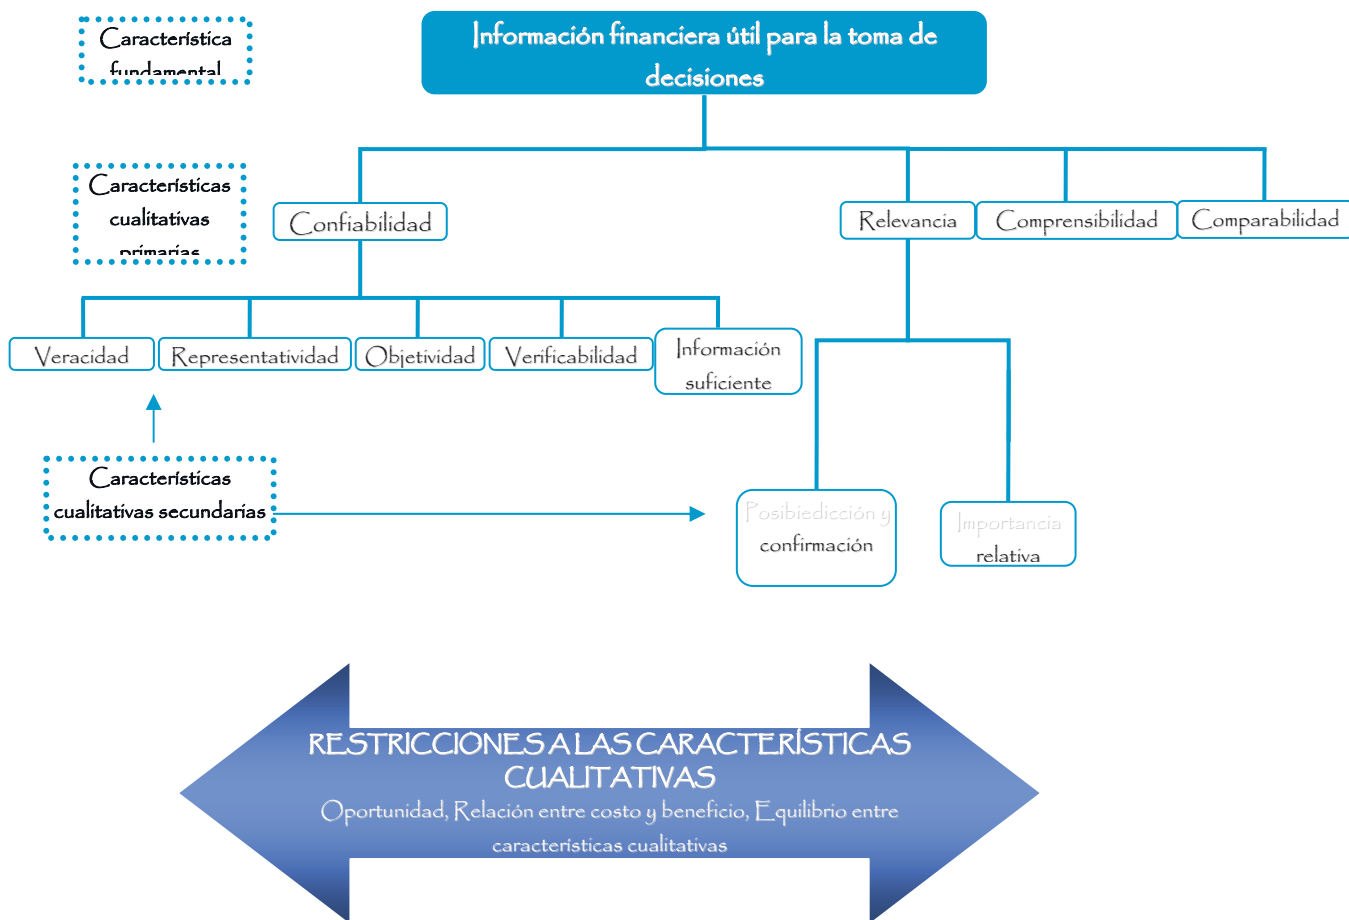 Característica
fundamental
Información financiera útil para la toma de
decisiones
Características
cualitativas
primarias
Confiabilidad
Relevancia
Comprensibilidad
Comparabilidad
Veracidad
Representatividad
Objetividad
Verificabilidad
Información
suficiente
Características
cualitativas secundarias
Posibiedicción y
confirmación
Importancia
relativa
RESTRICCIONES A LAS CARACTERÍSTICAS
CUALITATIVAS
Oportunidad, Relación entre costo y beneficio, Equilibrio entre
características cualitativas